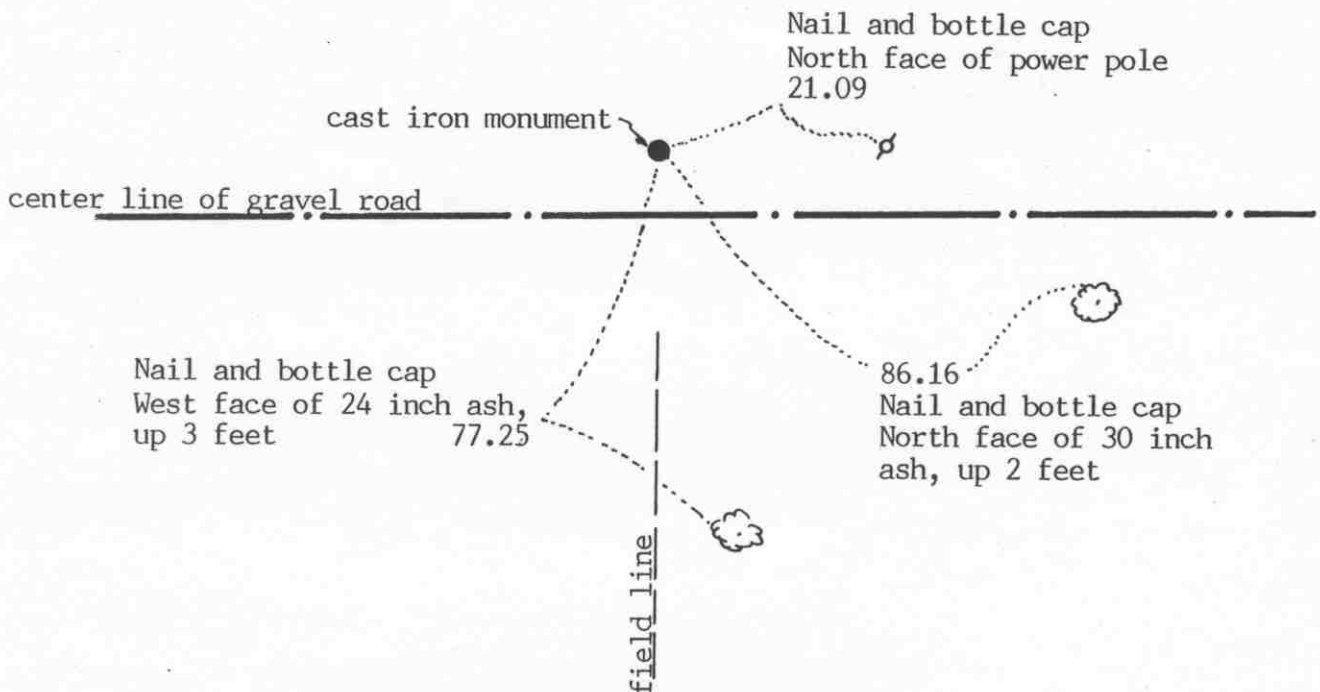 Nail and bottle cap
North face of power pole
21.09
cast iron monument
center line of gravel road
Nail and bottle cap
West face of 24 inch ash,
up 3 feet 77.25
86.16
Nail and bottle cap
North face of 30 inch
ash, up 2 feet
field line